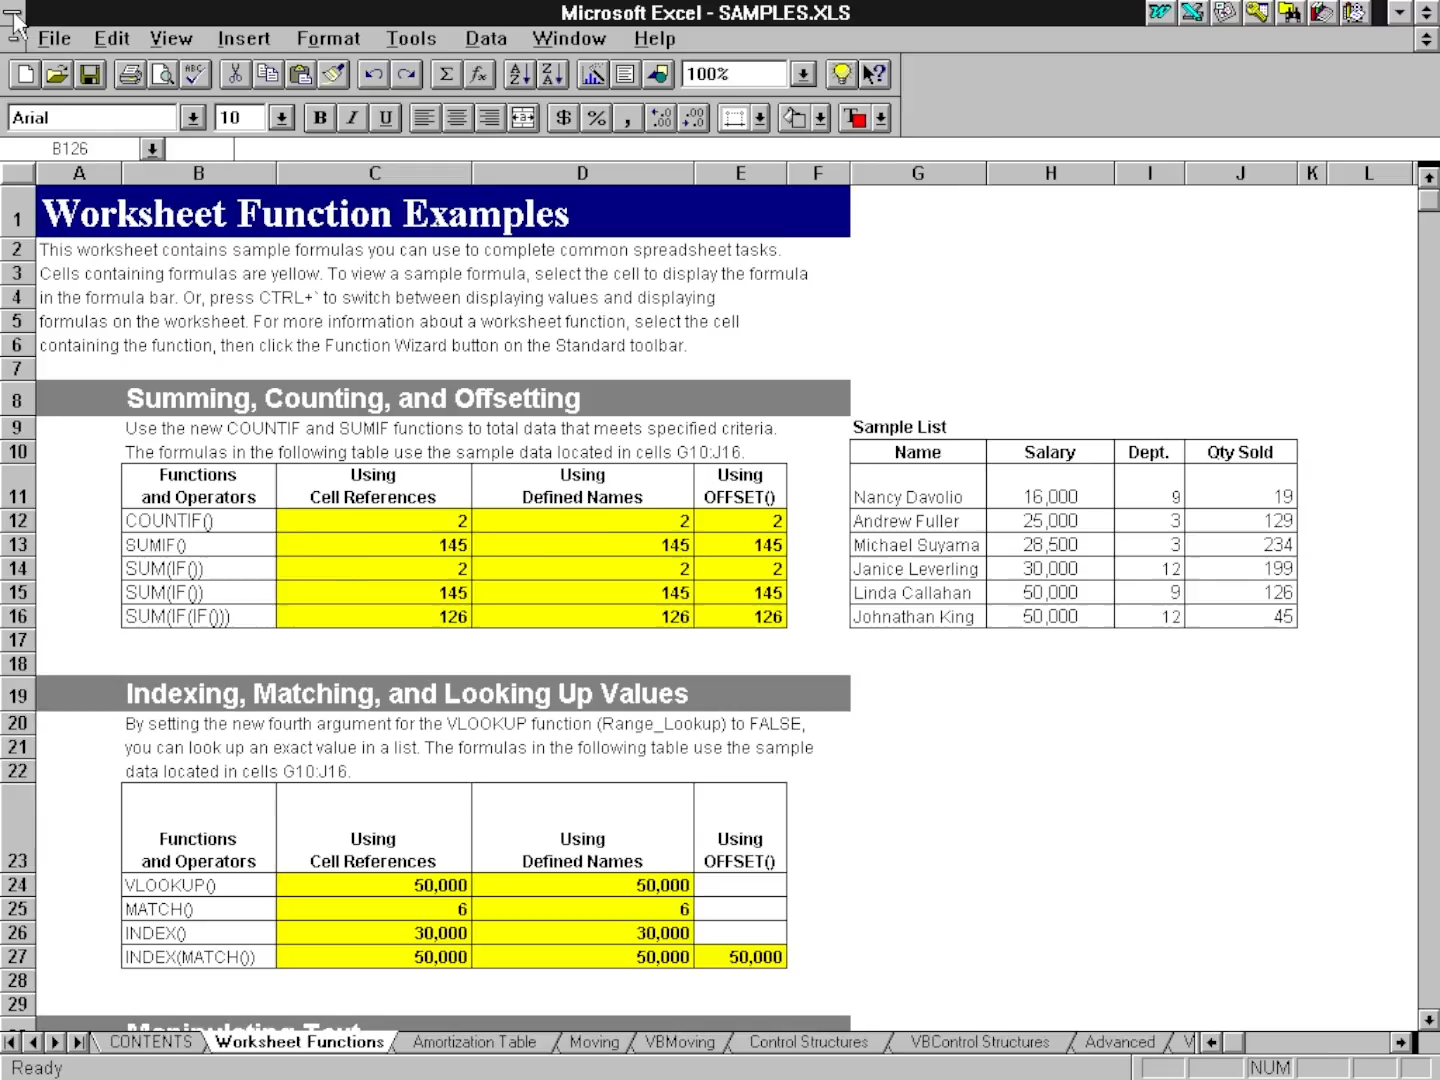 Microsoft Excel - SAMPLES.XLS
File Edit View Insert Format Tools Data Window Help
100%
Arial 10 B I U $ % ,
B126
A B C D E F G H I J K L
1 Worksheet Function Examples
2 This worksheet contains sample formulas you can use to complete common spreadsheet tasks.
3 Cells containing formulas are yellow. To view a sample formula, select the cell to display the formula
4 in the formula bar. Or, press CTRL+` to switch between displaying values and displaying
5 formulas on the worksheet. For more information about a worksheet function, select the cell
6 containing the function, then click the Function Wizard button on the Standard toolbar.
7
8 Summing, Counting, and Offsetting
9 Use the new COUNTIF and SUMIF functions to total data that meets specified criteria. Sample List
10 The formulas in the following table use the sample data located in cells G10:J16. Name Salary Dept. Qty Sold
Functions Using Using Using
11 and Operators Cell References Defined Names OFFSET() Nancy Davolio 16,000 9 19
12 COUNTIF() 2 2 2 Andrew Fuller 25,000 3 129
13 SUMIF() 145 145 145 Michael Suyama 28,500 3 234
14 SUM(IF()) 2 2 2 Janice Leverling 30,000 12 199
15 SUM(IF()) 145 145 145 Linda Callahan 50,000 9 126
16 SUM(IF(IF())) 126 126 126 Johnathan King 50,000 12 45
17
18
19 Indexing, Matching, and Looking Up Values
20 By setting the new fourth argument for the VLOOKUP function (Range_Lookup) to FALSE,
21 you can look up an exact value in a list. The formulas in the following table use the sample
22 data located in cells G10:J16.
Functions Using Using Using
23 and Operators Cell References Defined Names OFFSET()
24 VLOOKUP() 50,000 50,000
25 MATCH() 6 6
26 INDEX() 30,000 30,000
27 INDEX(MATCH()) 50,000 50,000 50,000
28
29
Manipulating Text
CONTENTS Worksheet Functions Amortization Table Moving VBMoving Control Structures VBControl Structures Advanced V
Ready NUM